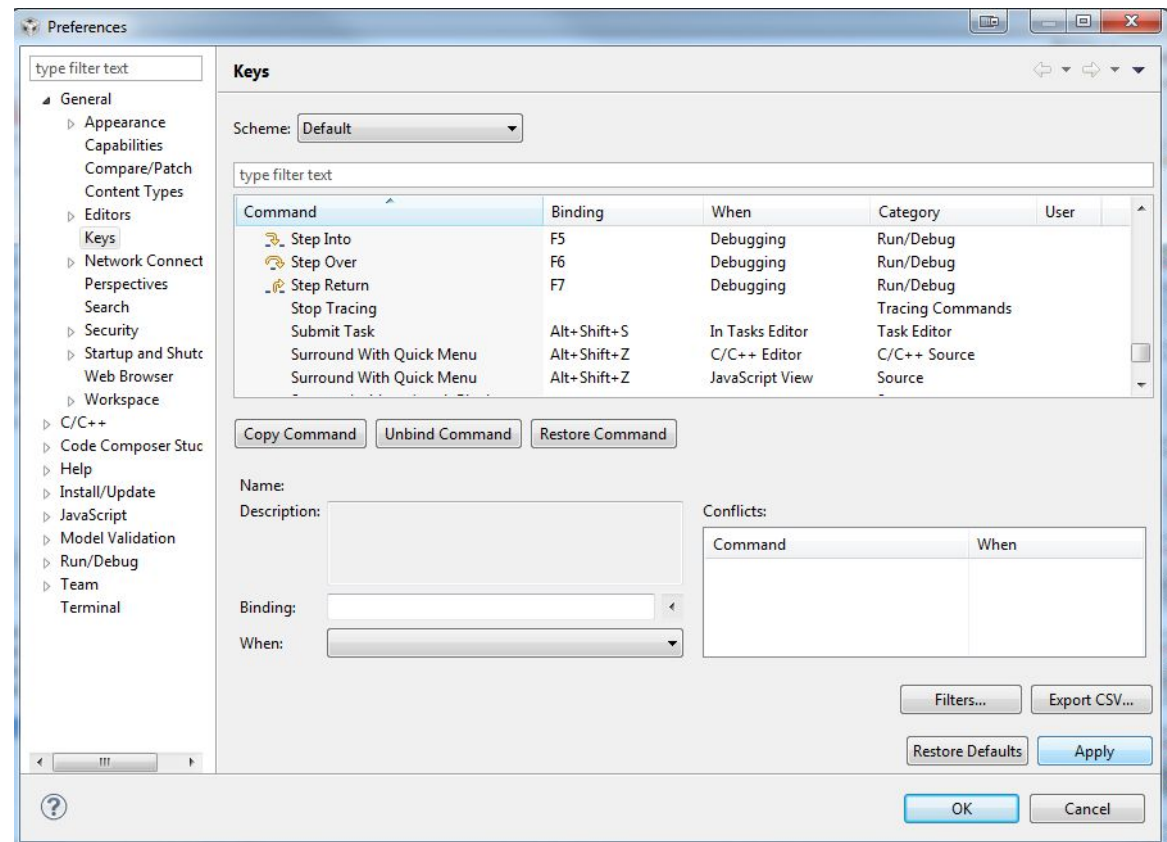 Preferences
type filter text
General
Appearance
Capabilities
Compare/Patch
Content Types
Editors
Keys
Network Connect
Perspectives
Search
Security
Startup and Shutc
Web Browser
Workspace
C/C++
Code Composer Stuc
Help
Install/Update
JavaScript
Model Validation
Run/Debug
Team
Terminal
Keys
Scheme: Default
type filter text
Command Binding When Category User
Step Into F5 Debugging Run/Debug
Step Over F6 Debugging Run/Debug
Step Return F7 Debugging Run/Debug
Stop Tracing Tracing Commands
Submit Task Alt+Shift+S In Tasks Editor Task Editor
Surround With Quick Menu Alt+Shift+Z C/C++ Editor C/C++ Source
Surround With Quick Menu Alt+Shift+Z JavaScript View Source
Copy Command Unbind Command Restore Command
Name:
Description:
Conflicts:
Command When
Binding:
When:
Filters... Export CSV...
Restore Defaults Apply
OK Cancel